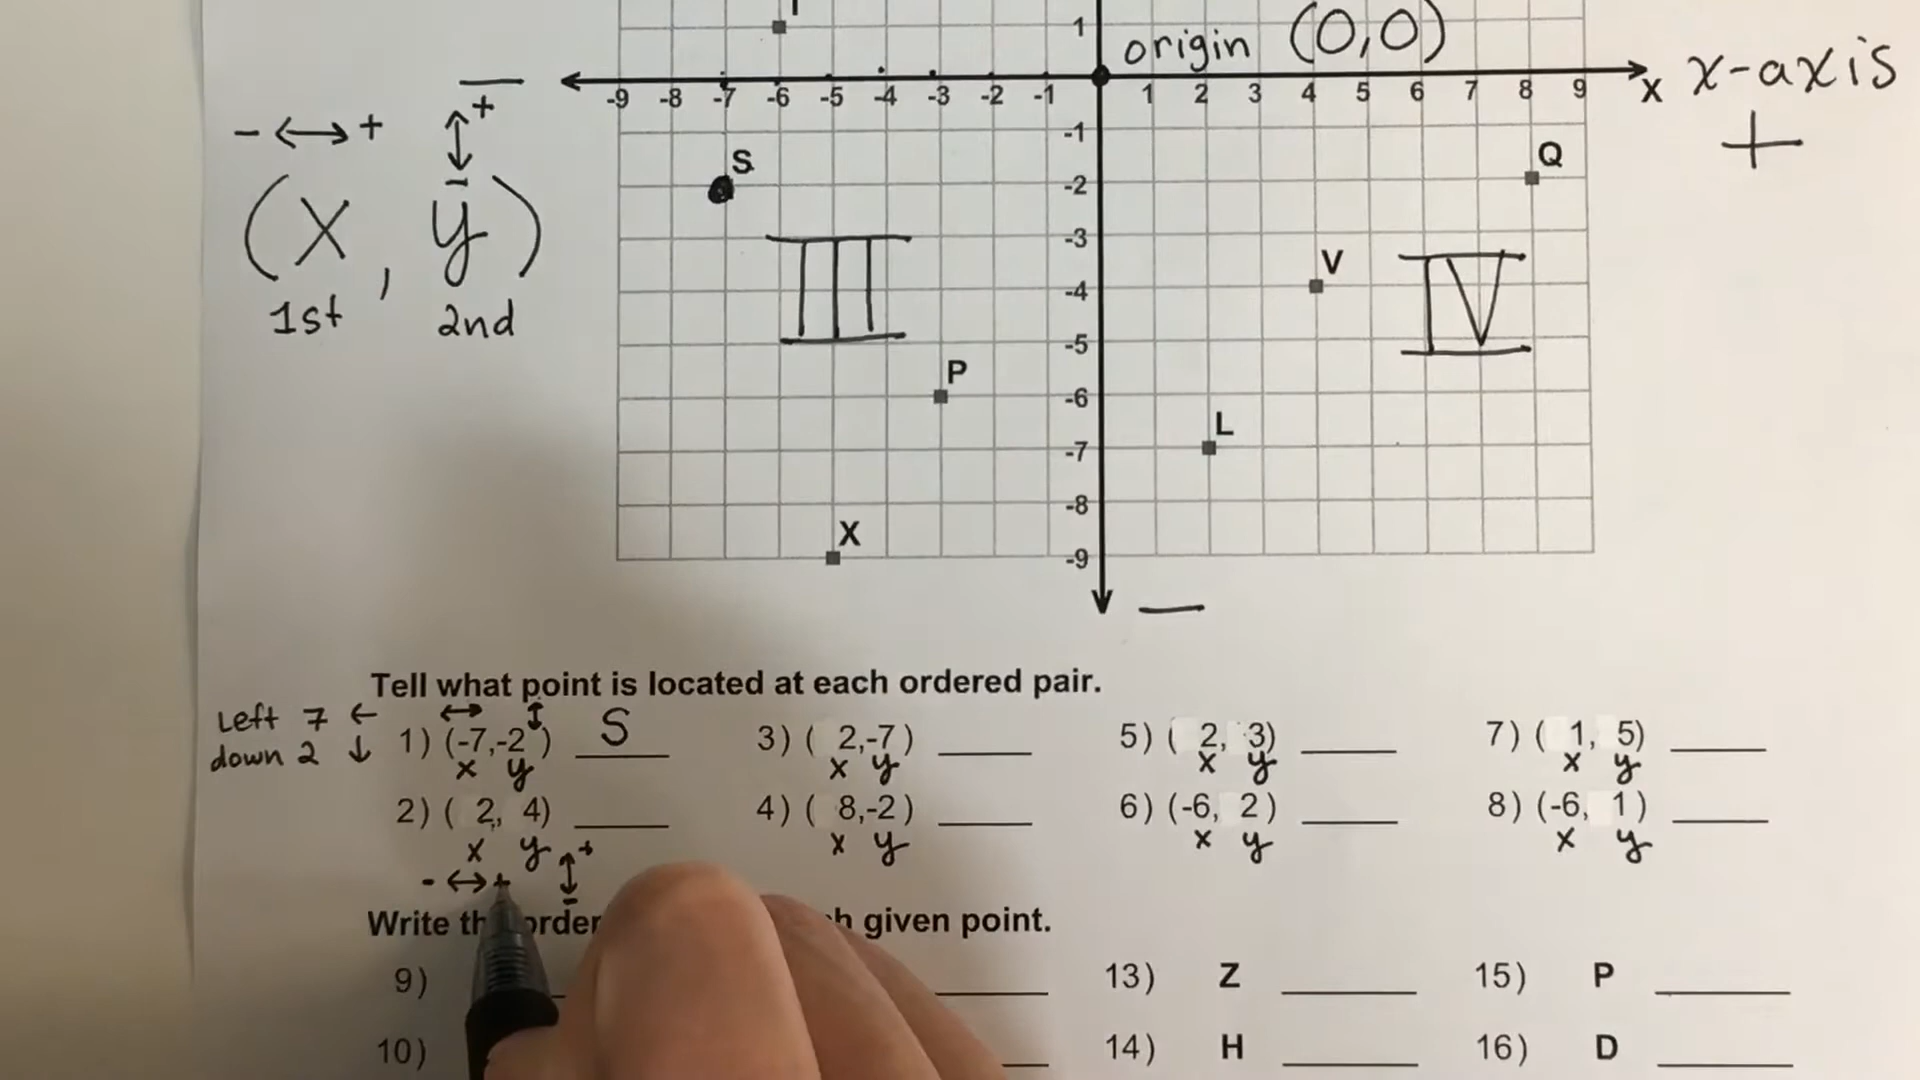 1
origin (0,0)
-9 -8 -7 -6 -5 -4 -3 -2 -1 1 2 3 4 5 6 7 8 9 x x-axis
+
- ↔ + ↕ + -
(x, y)
1st 2nd
-1
-2
-3
-4
-5
-6
-7
-8
-9
S
Q
III
V
IV
P
L
X
—
Tell what point is located at each ordered pair.
Left 7 ←
down 2 ↓
1) (-7,-2) S 3) ( 2,-7) 5) ( 2, 3) 7) ( 1, 5)
x y x y x y x y
2) ( 2, 4) 4) ( 8,-2) 6) (-6, 2) 8) (-6, 1)
x y x y x y x y
- ↔ + ↕ + -
Write th order h given point.
9) 13) Z 15) P
10) 14) H 16) D